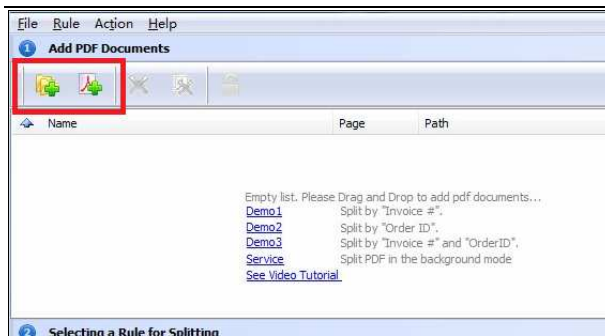 File Rule Action Help
1 Add PDF Documents
Name Page Path
Empty list. Please Drag and Drop to add pdf documents...
Demo1 Split by "Invoice #".
Demo2 Split by "Order ID".
Demo3 Split by "Invoice #" and "OrderID".
Service Split PDF in the background mode
See Video Tutorial
2 Selecting a Rule for Splitting